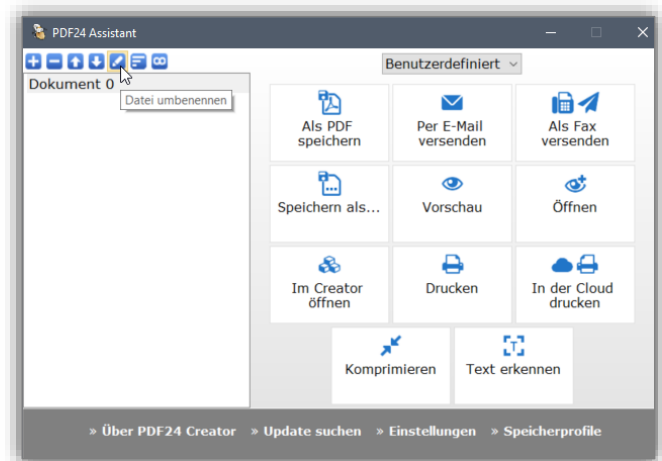 PDF24 Assistant
Benutzerdefiniert
Dokument 0
Datei umbenennen
Als PDF
speichern
Per E-Mail
versenden
Als Fax
versenden
Speichern als...
Vorschau
Öffnen
Im Creator
öffnen
Drucken
In der Cloud
drucken
Komprimieren
T
Text erkennen
» Über PDF24 Creator » Update suchen » Einstellungen » Speicherprofile